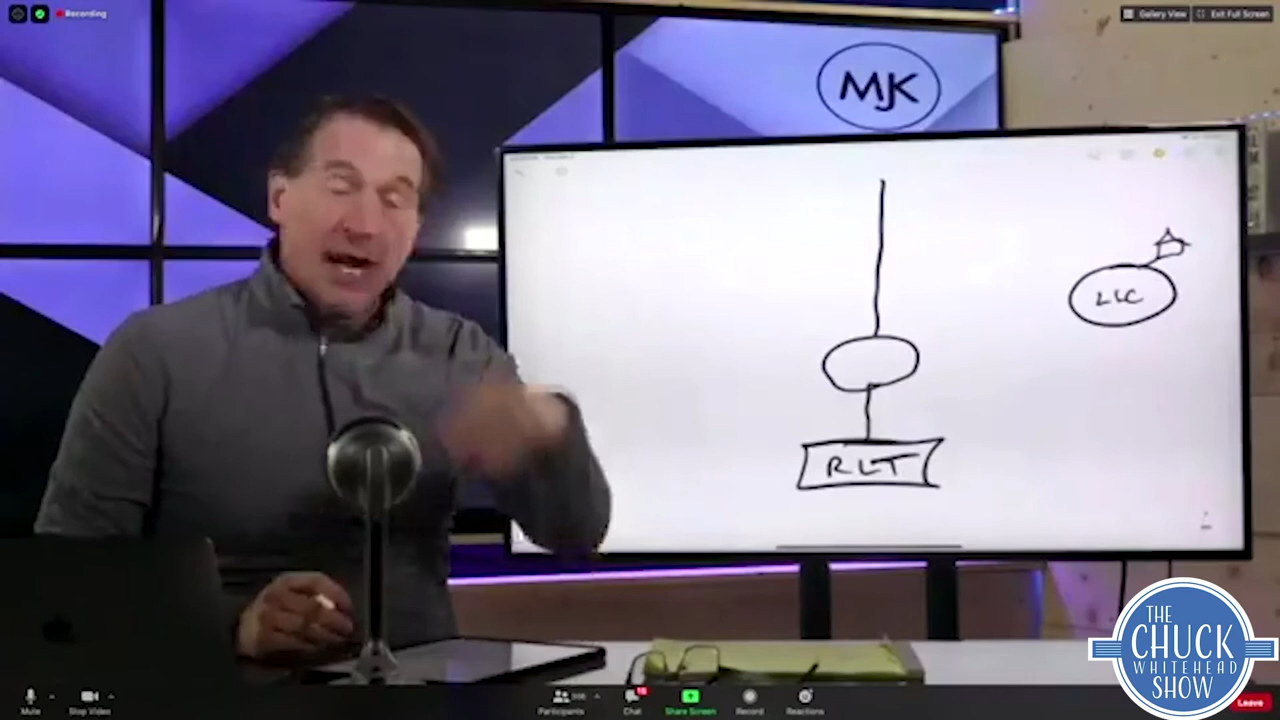 Recording
Gallery View
Exit Full Screen
MJK
LLC
RLT
THE
CHUCK
WHITEHEAD
SHOW
Mute
Stop Video
Participants
Chat
Share Screen
Record
Reactions
Leave